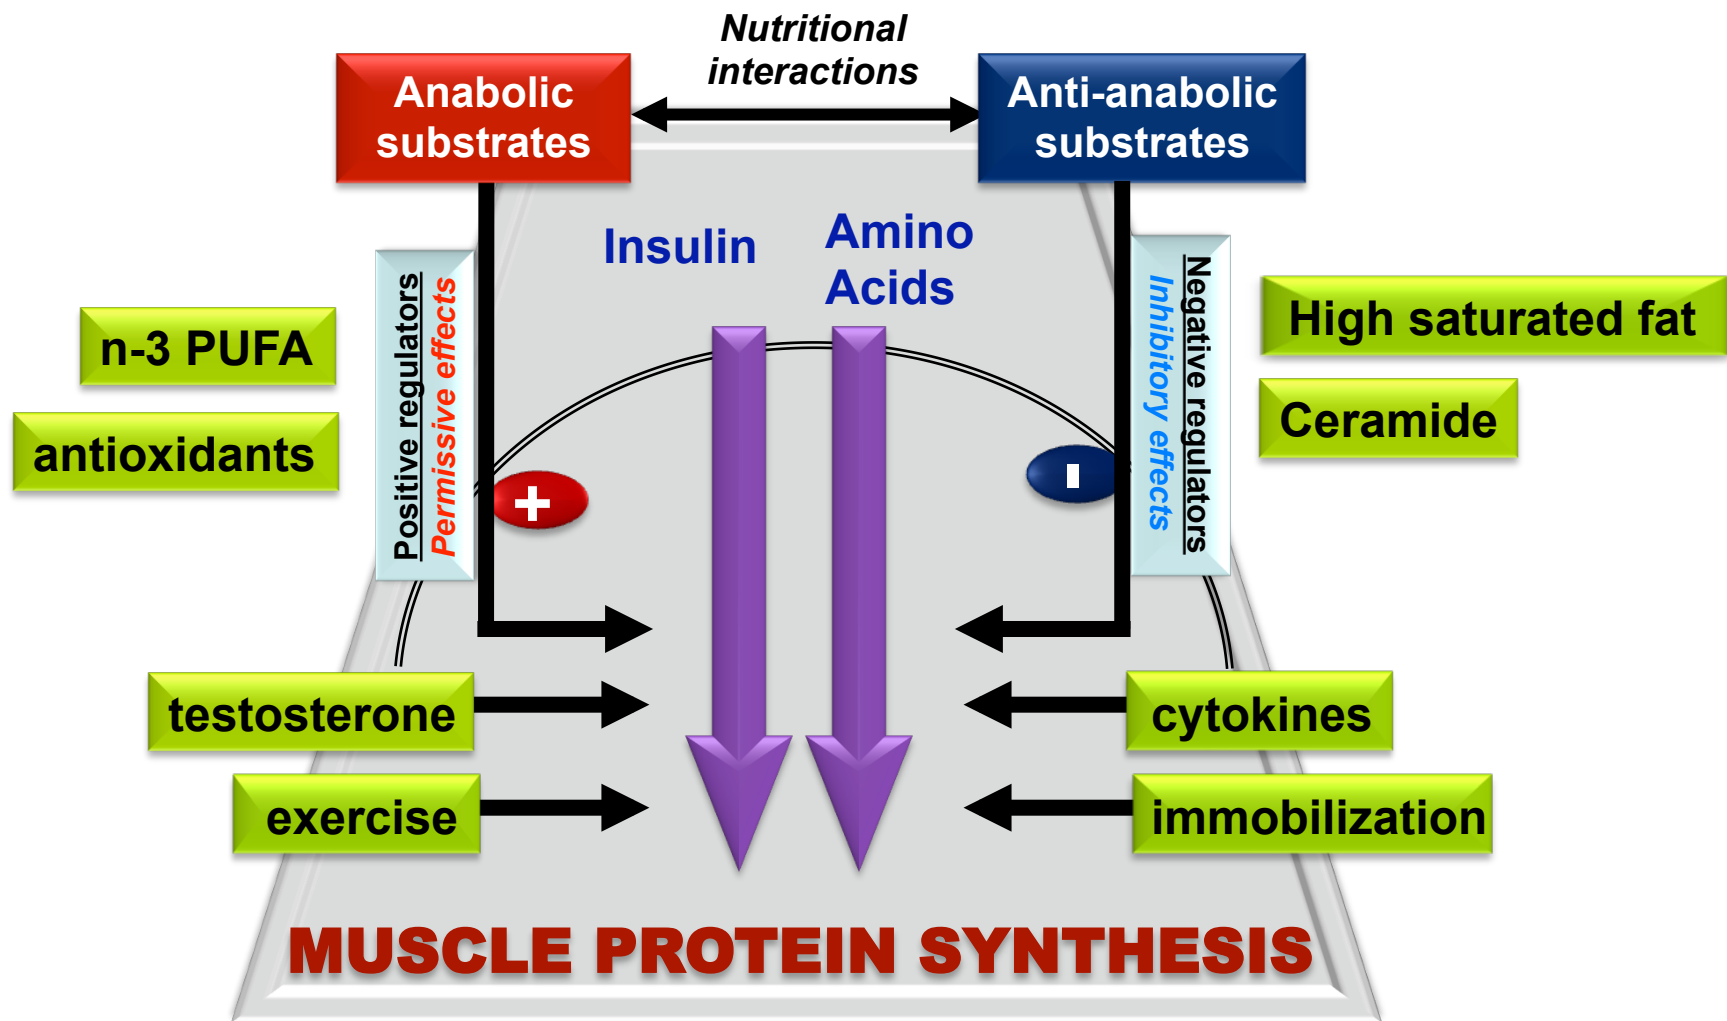 Nutritional
interactions
Anabolic
substrates
Anti-anabolic
substrates
Insulin
Amino
Acids
Positive regulators
Permissive effects
Negative regulators
Inhibitory effects
n-3 PUFA
antioxidants
High saturated fat
Ceramide
+
-
testosterone
cytokines
exercise
immobilization
MUSCLE PROTEIN SYNTHESIS